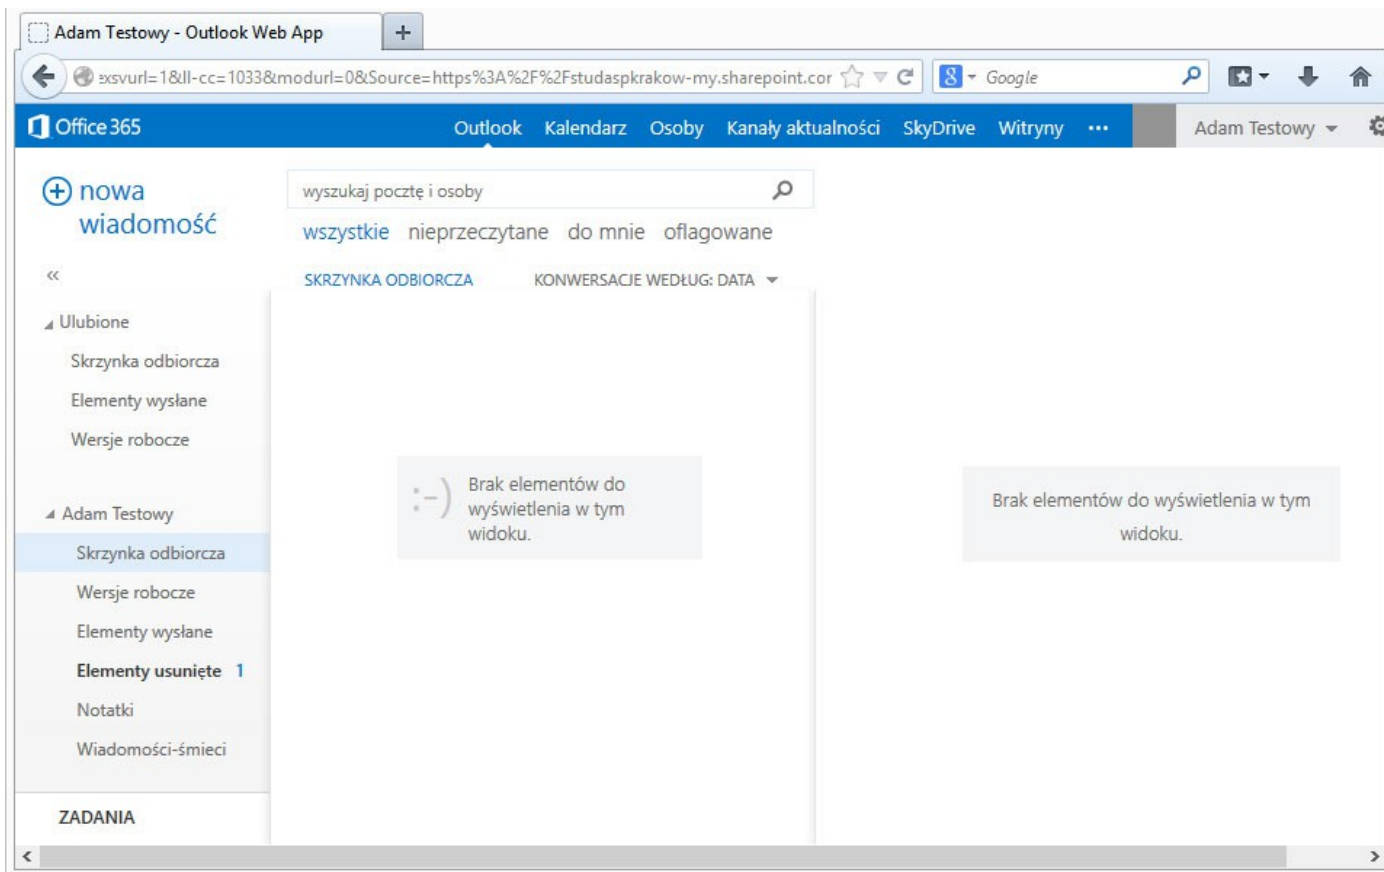 Adam Testowy - Outlook Web App
exsvurl=1&ll-cc=1033&modurl=0&Source=https%3A%2F%2Fstudaspkrakow-my.sharepoint.cor
Google
Office 365
Outlook Kalendarz Osoby Kanały aktualności SkyDrive Witryny ···
Adam Testowy
nowa
wiadomość
wyszukaj pocztę i osoby
wszystkie nieprzeczytane do mnie oflagowane
SKRZYNKA ODBIORCZA KONWERSACJE WEDŁUG: DATA
Ulubione
Skrzynka odbiorcza
Elementy wysłane
Wersje robocze
Adam Testowy
Skrzynka odbiorcza
Wersje robocze
Elementy wysłane
Elementy usunięte 1
Notatki
Wiadomości-śmieci
ZADANIA
:-)
Brak elementów do
wyświetlenia w tym
widoku.
Brak elementów do wyświetlenia w tym
widoku.